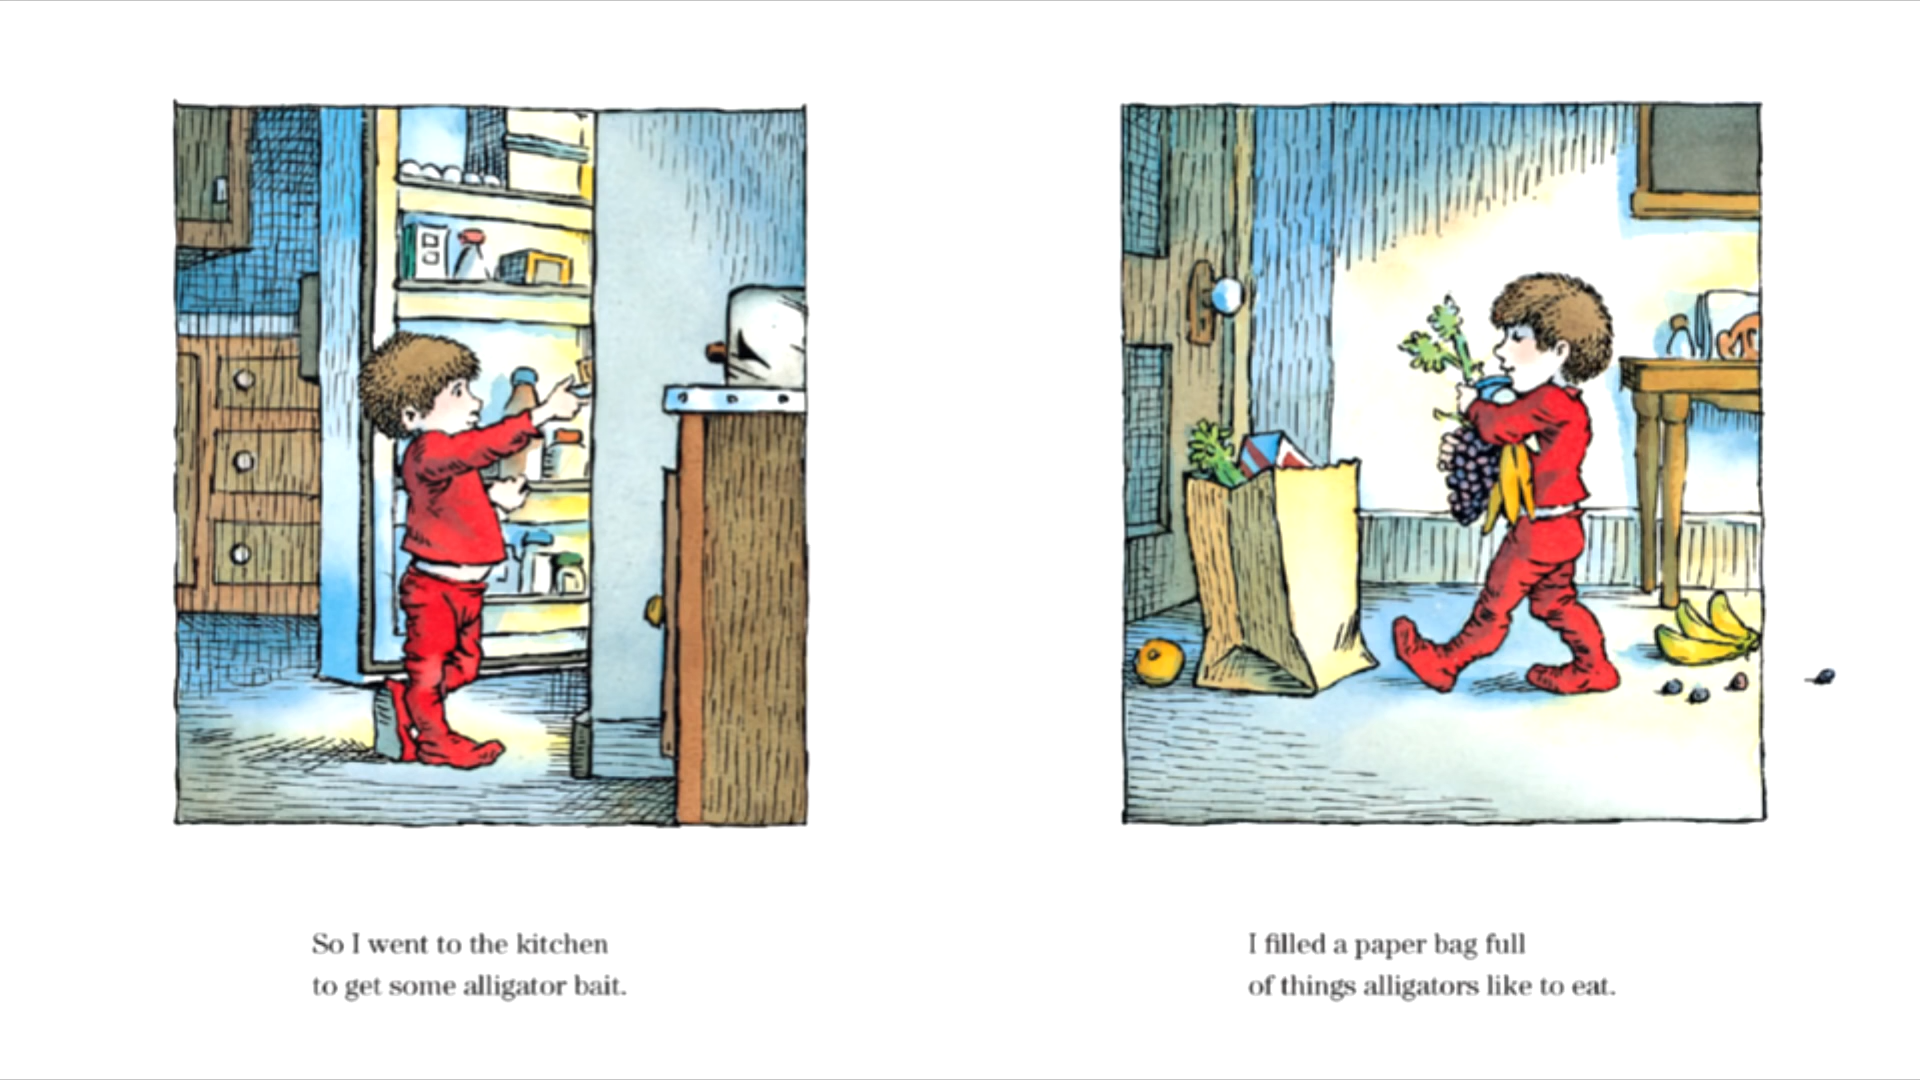 So I went to the kitchen
to get some alligator bait.
I filled a paper bag full
of things alligators like to eat.